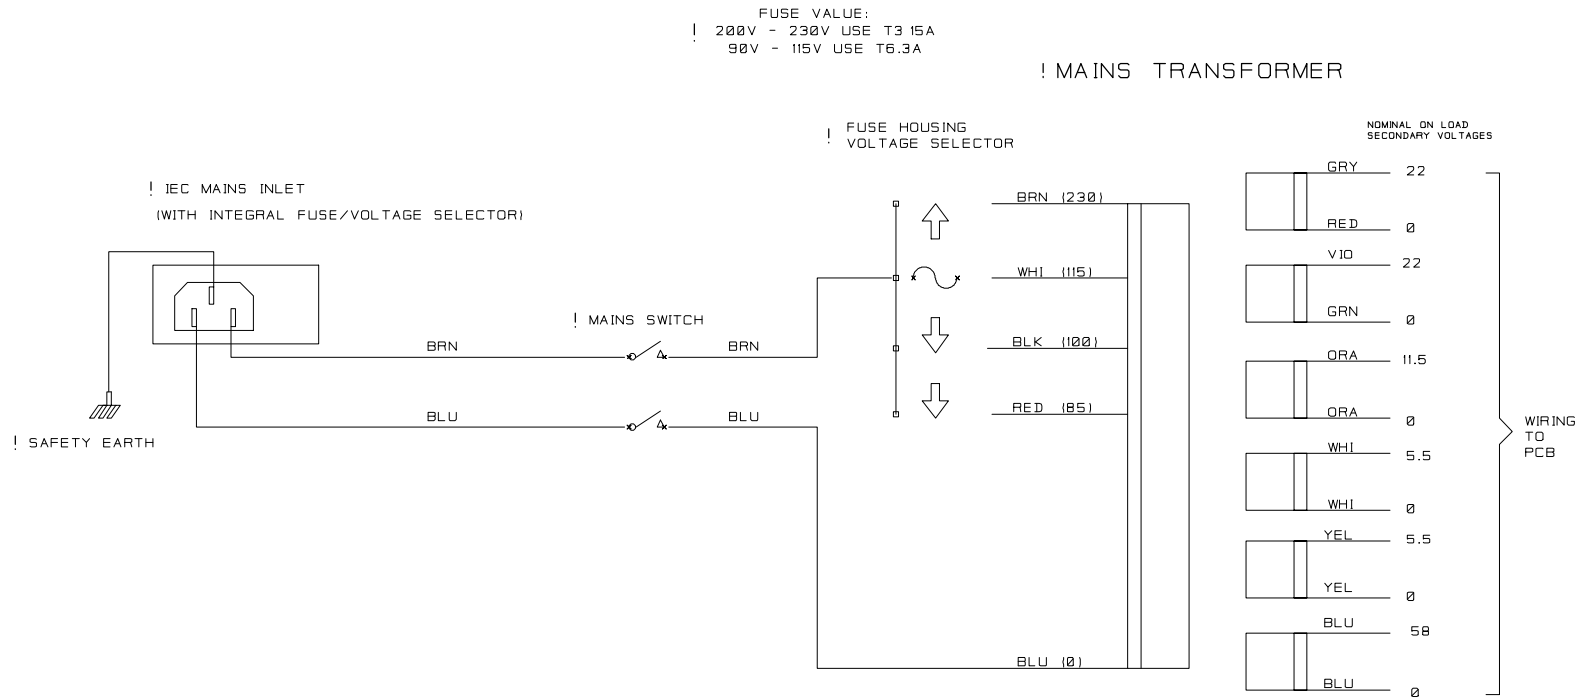 FUSE VALUE:
! 200V - 230V USE T3 15A
90V - 115V USE T6.3A
! MAINS TRANSFORMER
! FUSE HOUSING
VOLTAGE SELECTOR
NOMINAL ON LOAD
SECONDARY VOLTAGES
! IEC MAINS INLET
(WITH INTEGRAL FUSE/VOLTAGE SELECTOR)
GRY 22
BRN (230)
RED 0
VIO 22
WHI (115)
GRN 0
! MAINS SWITCH
BRN BRN
BLK (100)
ORA 11.5
RED (85)
BLU BLU
ORA 0
! SAFETY EARTH
WIRING
TO
PCB
WHI 5.5
WHI 0
YEL 5.5
YEL 0
BLU 58
BLU (0)
BLU 0